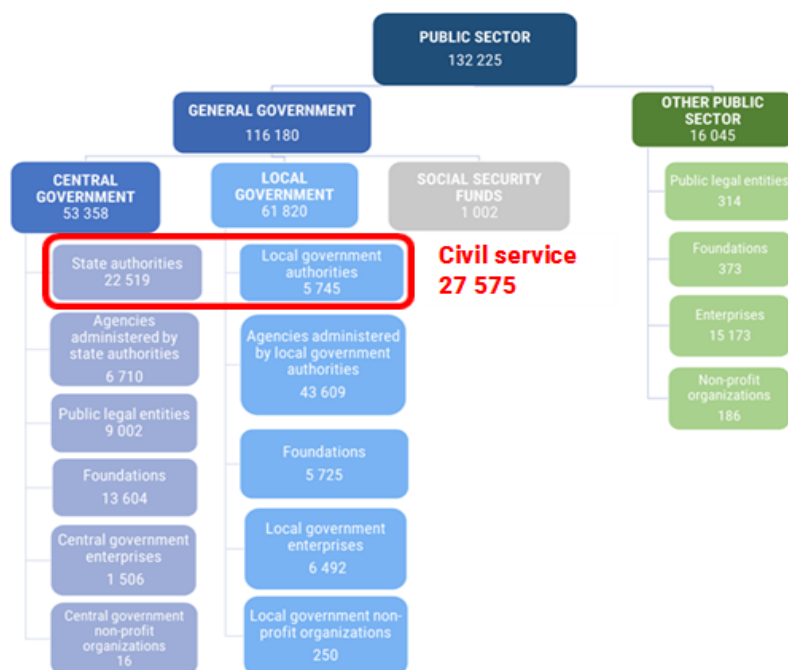 PUBLIC SECTOR
132 225
GENERAL GOVERNMENT
116 180
OTHER PUBLIC
SECTOR
16 045
CENTRAL
GOVERNMENT
53 358
LOCAL
GOVERNMENT
61 820
SOCIAL SECURITY
FUNDS
1 002
State authorities
22 519
Agencies
administered by
state authorities
6 710
Public legal entities
9 002
Foundations
13 604
Central government
enterprises
1 506
Central government
non-profit
organizations
16
Local government
authorities
5 745
Agencies administered
by local government
authorities
43 609
Foundations
5 725
Local government
enterprises
6 492
Local government non-
profit organizations
250
Civil service
27 575
Public legal entities
314
Foundations
373
Enterprises
15 173
Non-profit
organizations
186